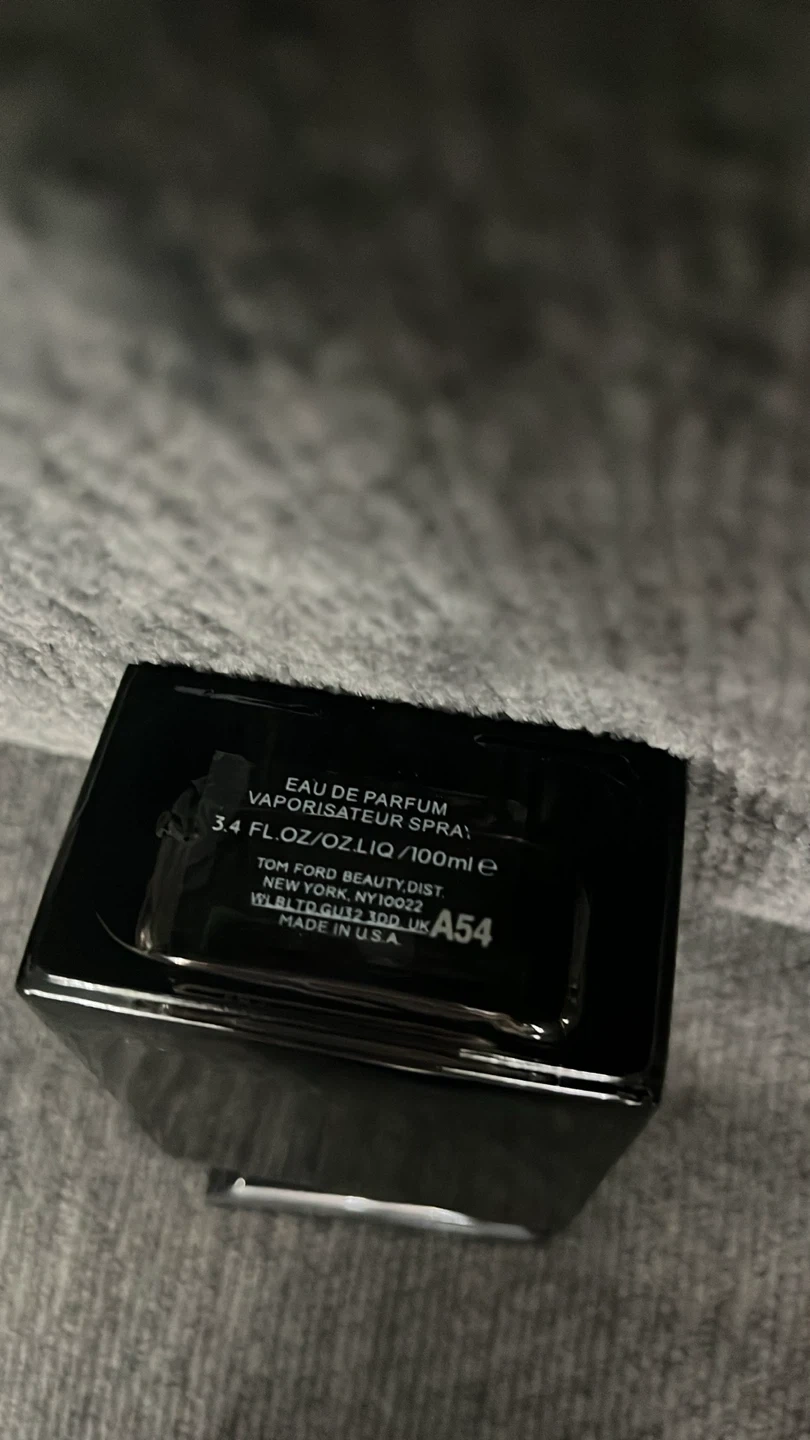 EAU DE PARFUM
VAPORISATEUR SPRAY
3.4 FL.OZ/OZ.LIQ /100ml ℮
TOM FORD BEAUTY,DIST.
NEW YORK, NY10022
WLBLTD.GU32 3DD UK A54
MADE IN U.S.A.